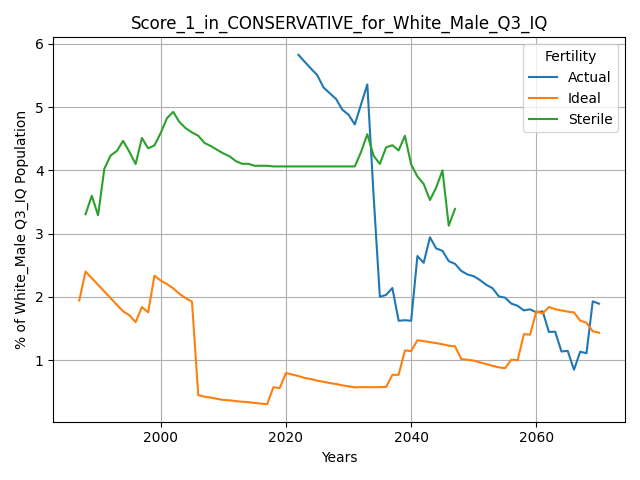 Score_1_in_CONSERVATIVE_for_White_Male_Q3_IQ
% of White_Male Q3_IQ Population
6
5
4
3
2
1
Fertility
Actual
Ideal
Sterile
2000
2020
2040
2060
Years